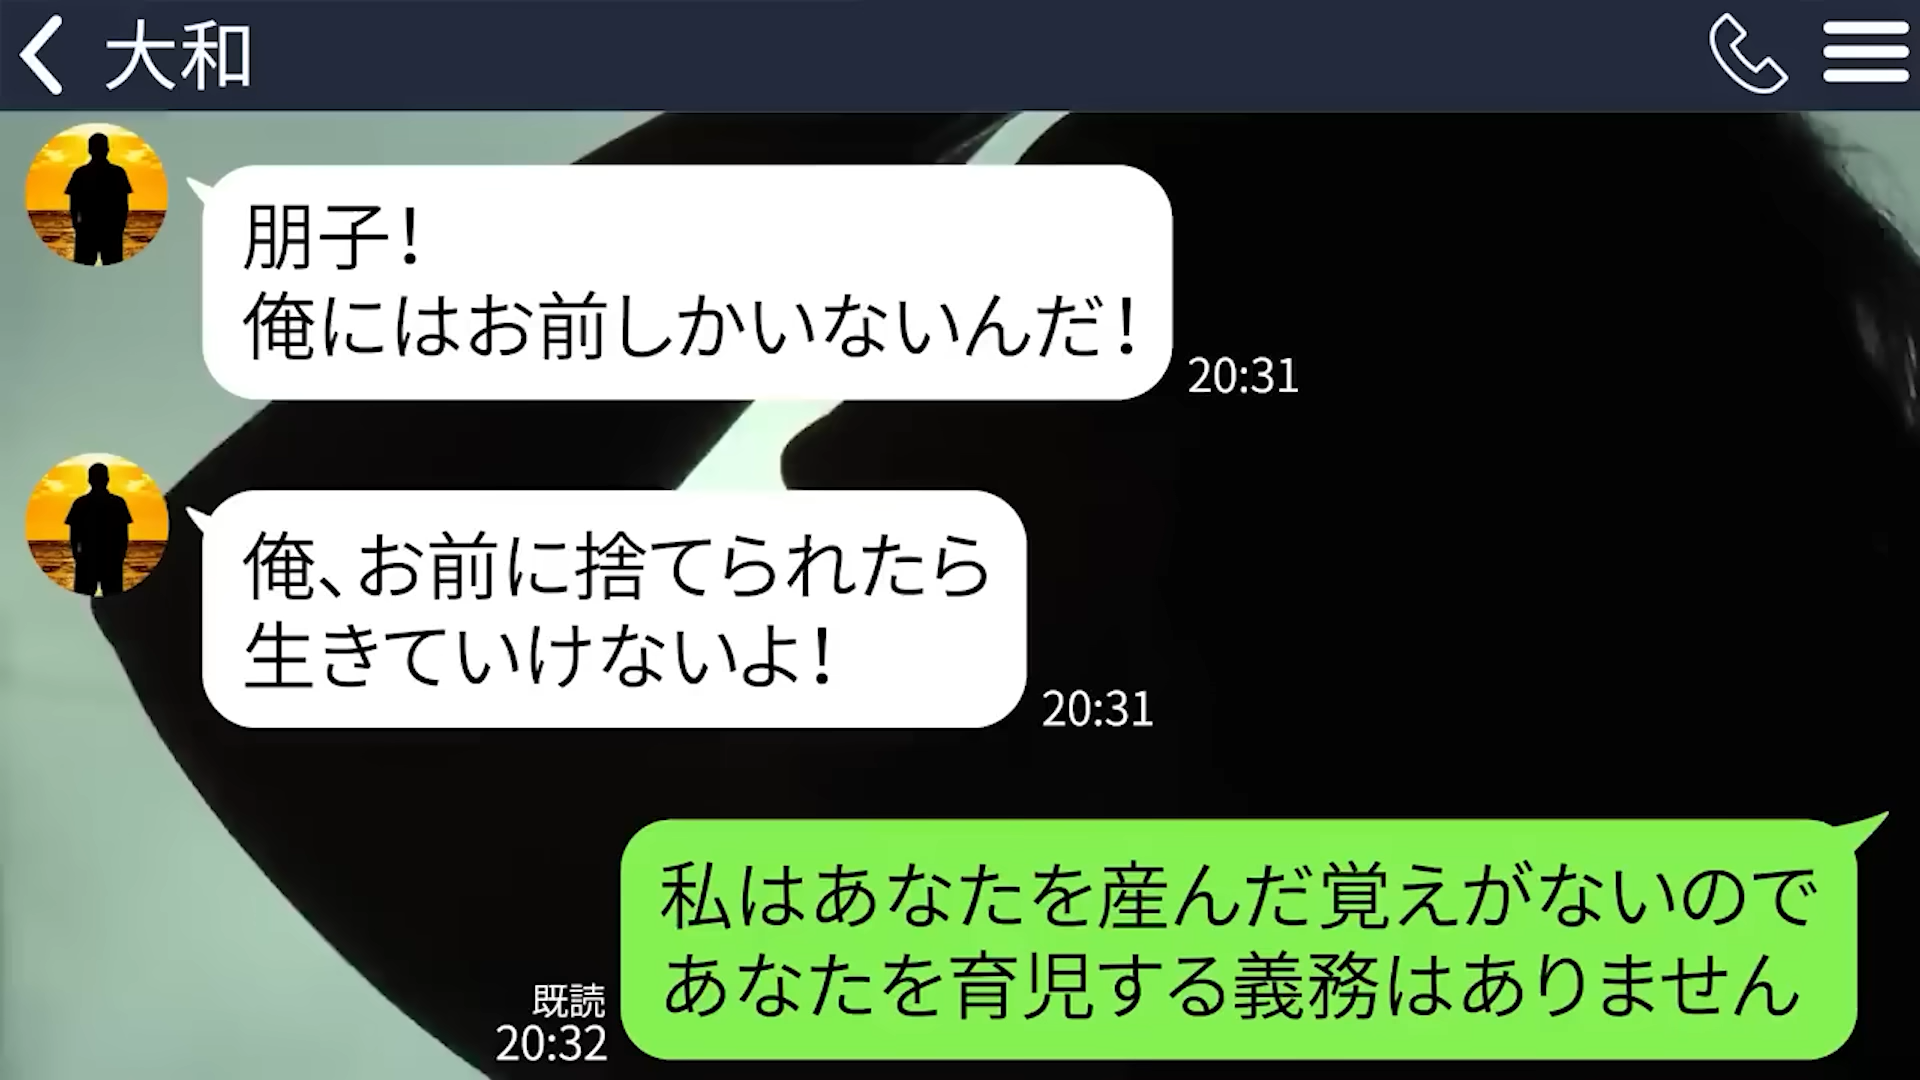 大和
朋子！
俺にはお前しかいないんだ！
20:31
俺、お前に捨てられたら
生きていけないよ！
20:31
私はあなたを産んだ覚えがないので
あなたを育児する義務はありません
既読
20:32